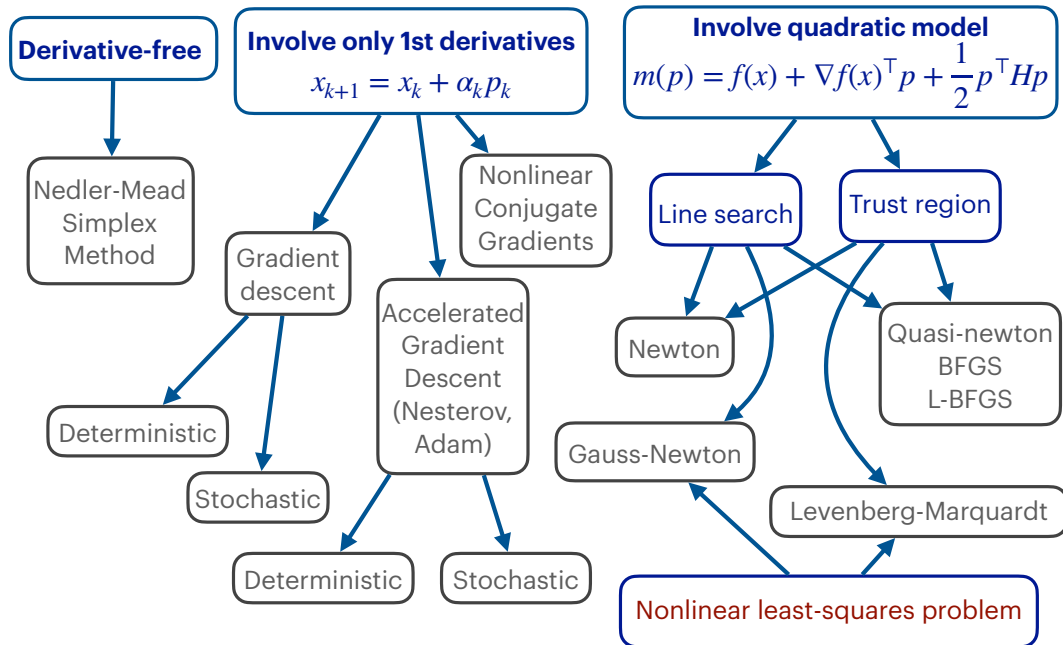 Derivative-free
Nedler-Mead
Simplex
Method
Involve only 1st derivatives
x_{k+1} = x_k + α_k p_k
Gradient
descent
Deterministic
Stochastic
Accelerated
Gradient
Descent
(Nesterov,
Adam)
Deterministic
Stochastic
Nonlinear
Conjugate
Gradients
Involve quadratic model
m(p) = f(x) + ∇f(x)^⊤ p + \frac{1}{2} p^⊤ Hp
Line search
Trust region
Newton
Quasi-newton
BFGS
L-BFGS
Gauss-Newton
Levenberg-Marquardt
Nonlinear least-squares problem